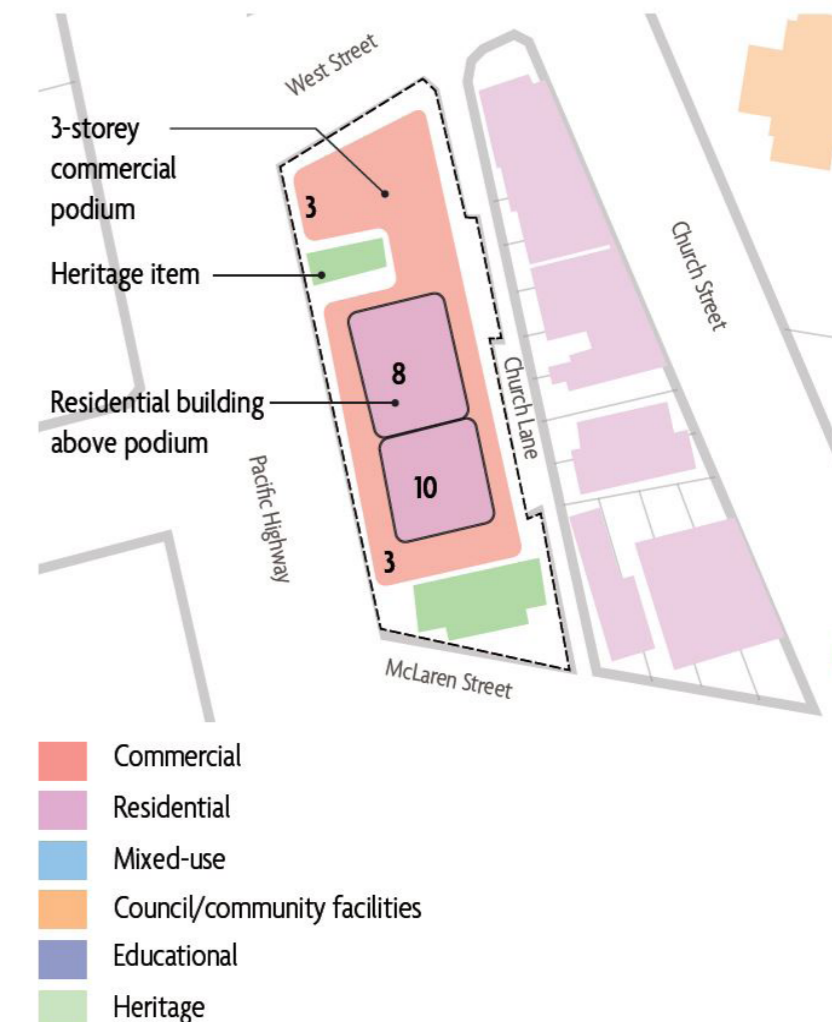 West Street
3-storey
commercial
podium
3
Heritage item
Church Street
8
Church Lane
Residential building
above podium
10
Pacific Highway
3
McLaren Street
Commercial
Residential
Mixed-use
Council/community facilities
Educational
Heritage